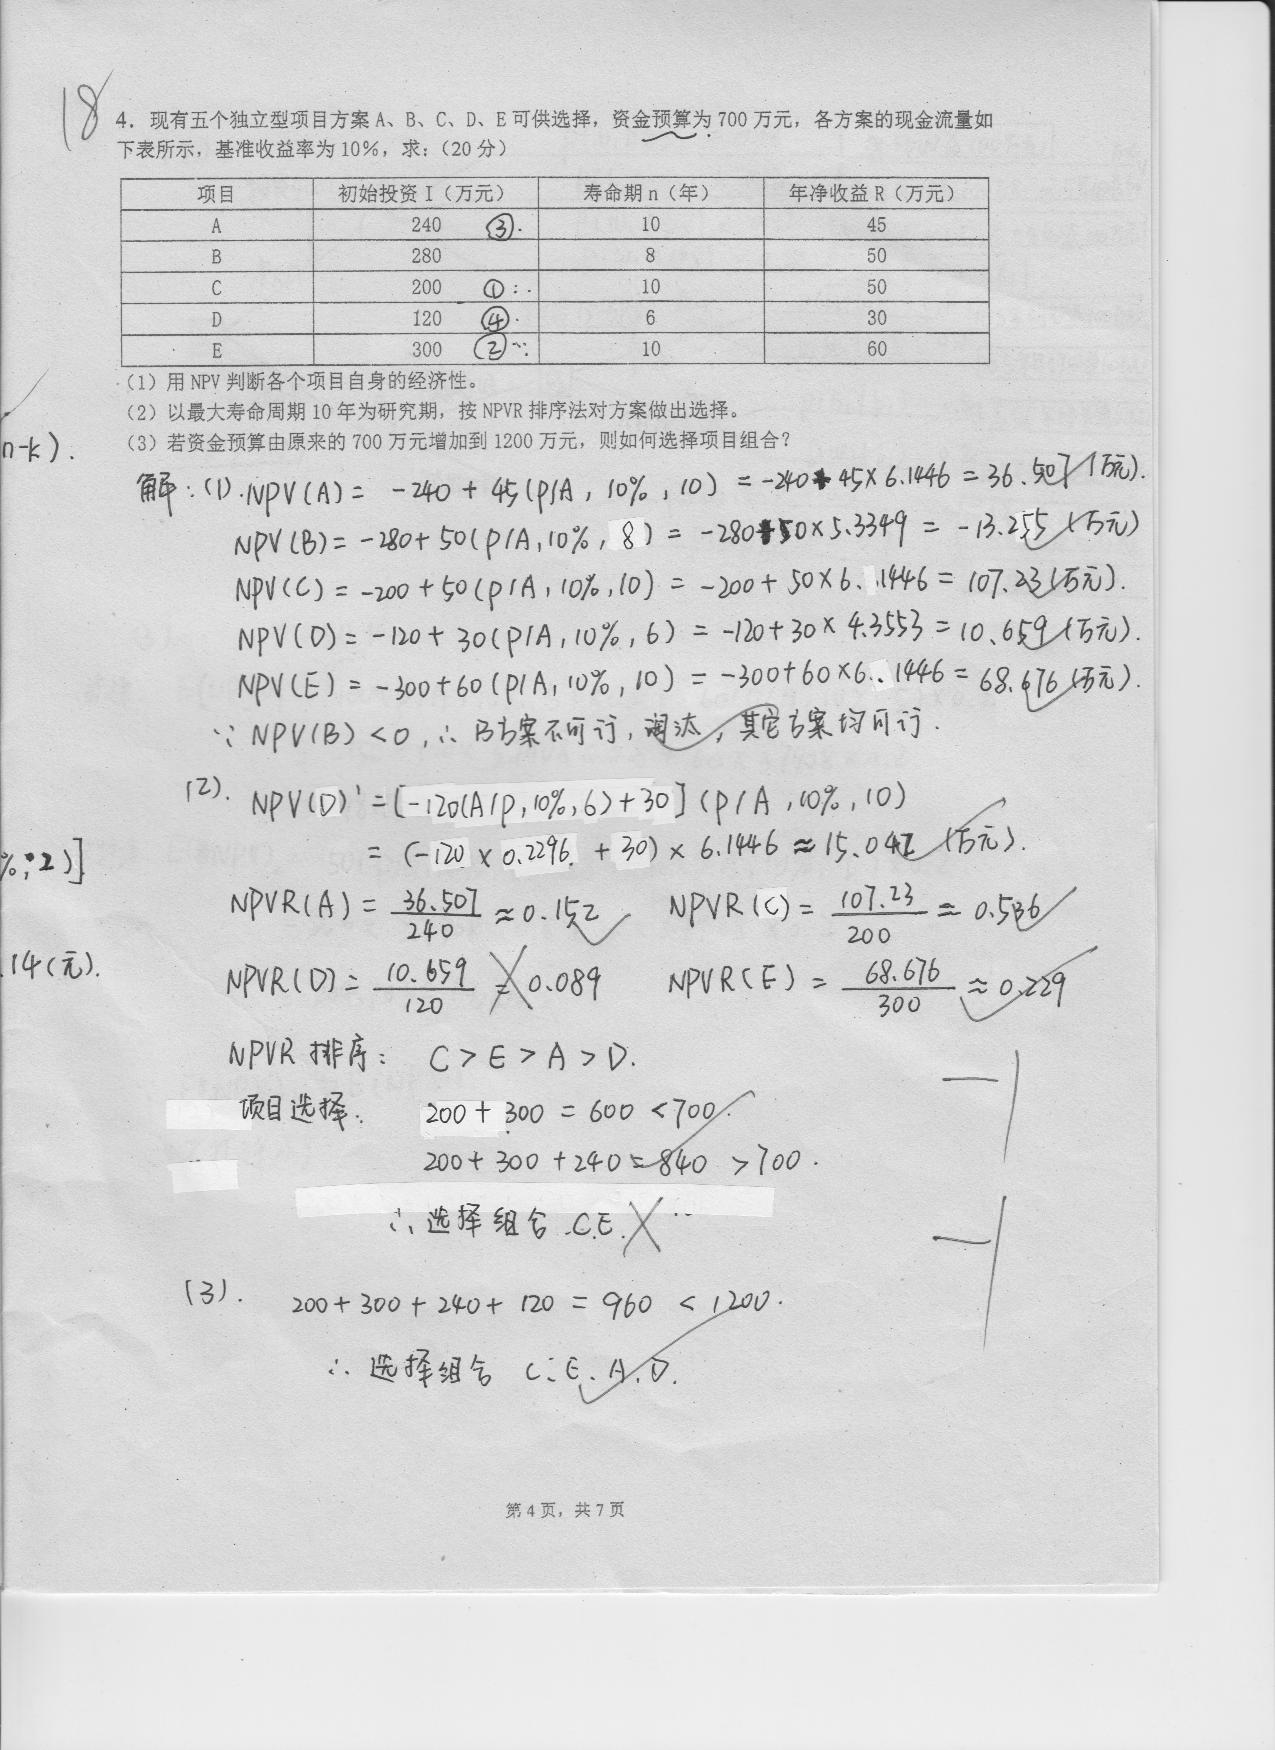 18
4. 现有五个独立型项目方案 A、B、C、D、E 可供选择，资金预算为 700 万元，各方案的现金流量如
下表所示，基准收益率为 10%，求：（20 分）
项目 初始投资 I（万元） 寿命期 n（年） 年净收益 R（万元）
A 240 ③. 10 45
B 280 8 50
C 200 ① 10 50
D 120 ④ 6 30
E 300 ② 10 60
（1）用 NPV 判断各个项目自身的经济性。
（2）以最大寿命周期 10 年为研究期，按 NPVR 排序法对方案做出选择。
n-k).
（3）若资金预算由原来的 700 万元增加到 1200 万元，则如何选择项目组合？
解：(1). NPV(A) = -240 + 45(P/A, 10%, 10) = -240 + 45×6.1446 = 36.507 (万元).
NPV(B) = -280 + 50(P/A, 10%, 8) = -280 + 50×5.3349 = -13.255 (万元)
NPV(C) = -200 + 50(P/A, 10%, 10) = -200 + 50×6.1446 = 107.23 (万元).
NPV(D) = -120 + 30(P/A, 10%, 6) = -120 + 30×4.3553 = 10.659 (万元).
NPV(E) = -300 + 60(P/A, 10%, 10) = -300 + 60×6.1446 = 68.676 (万元).
∵ NPV(B) < 0, ∴ B方案不可行, 淘汰, 其它方案均可行.
(2). NPV(D)' = [-120(A/P, 10%, 6) + 30] (P/A, 10%, 10)
%, 2)]
= (-120 × 0.2296 + 30) × 6.1446 ≈ 15.042 (万元).
NPVR(A) = 36.507/240 ≈ 0.152 NPVR(C) = 107.23/200 ≈ 0.536
.14(元).
NPVR(D) = 10.659/120 = 0.089 NPVR(E) = 68.676/300 ≈ 0.229
NPVR 排序: C > E > A > D.
-1
项目选择. 200 + 300 = 600 < 700.
200 + 300 + 240 = 840 > 700.
∴ 选择组合 C.E.
-1
(3). 200 + 300 + 240 + 120 = 960 < 1200.
∴ 选择组合 C、E、A、D.
第 4 页，共 7 页